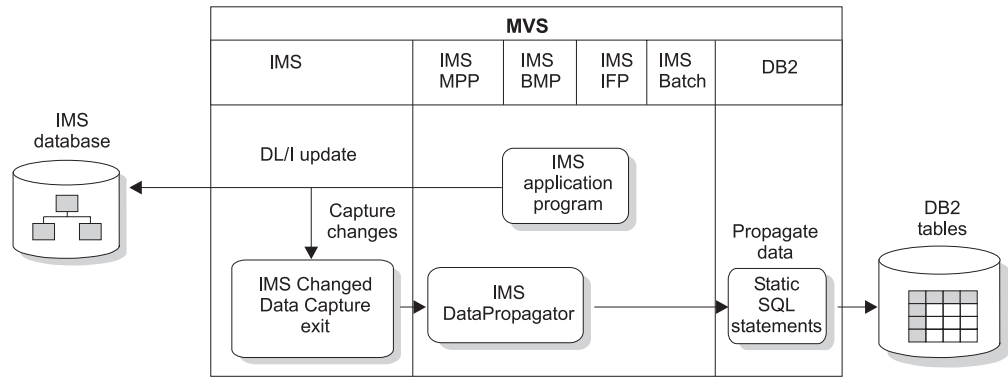 MVS
IMS
IMS
MPP
IMS
BMP
IMS
IFP
IMS
Batch
DB2
IMS
database
DL/I update
IMS
application
program
Capture
changes
DB2
tables
Propagate
data
IMS Changed
Data Capture
exit
IMS
DataPropagator
Static
SQL
statements